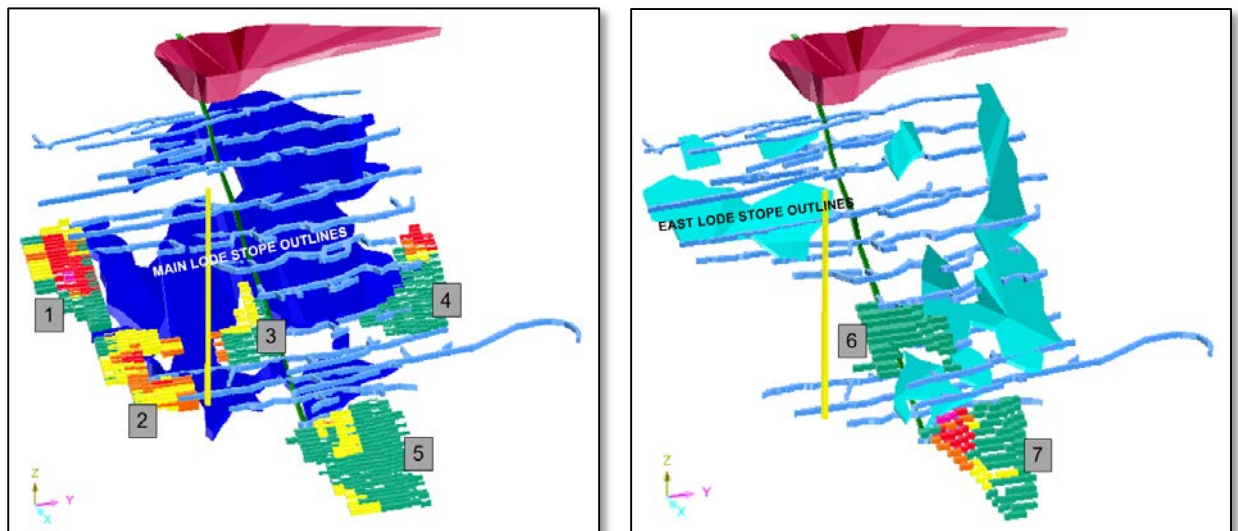 MAIN LODE STOPE OUTLINES
1
2
3
4
5
Z
Y
X
EAST LODE STOPE OUTLINES
6
7
Z
Y
X